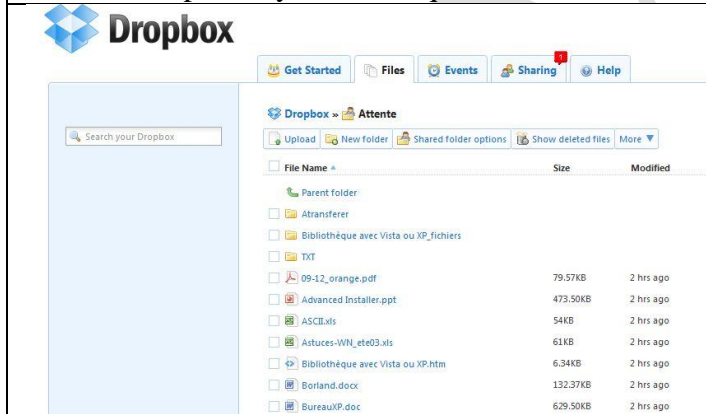 Dropbox
1
Get Started Files Events Sharing Help
Dropbox » Attente
Search your Dropbox
Upload New folder Shared folder options Show deleted files More ▼
File Name Size Modified
Parent folder
Atransferer
Bibliothèque avec Vista ou XP_fichiers
TXT
09-12_orange.pdf 79.57KB 2 hrs ago
Advanced Installer.ppt 473.50KB 2 hrs ago
ASCII.xls 54KB 2 hrs ago
Astuces-WN_ete03.xls 61KB 2 hrs ago
Bibliothèque avec Vista ou XP.htm 6.34KB 2 hrs ago
Borland.docx 132.37KB 2 hrs ago
BureauXP.doc 629.50KB 2 hrs ago